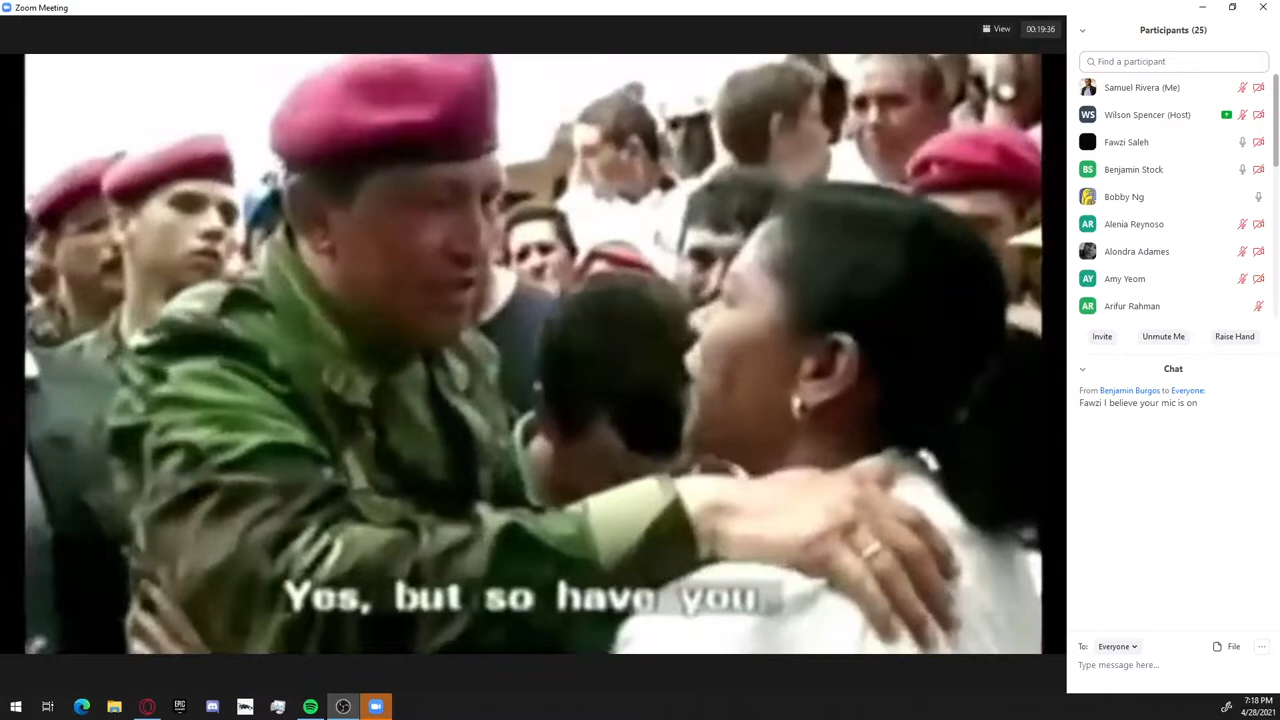 Zoom Meeting
View
00:19:36
Participants (25)
Find a participant
Samuel Rivera (Me)
WS
Wilson Spencer (Host)
Fawzi Saleh
BS
Benjamin Stock
Bobby Ng
AR
Alenia Reynoso
Alondra Adames
AY
Amy Yeom
AR
Arifur Rahman
Invite
Unmute Me
Raise Hand
Chat
From Benjamin Burgos to Everyone:
Fawzi I believe your mic is on
Yes, but so have you
To: Everyone
File
Type message here...
EPIC
7:18 PM
4/28/2021